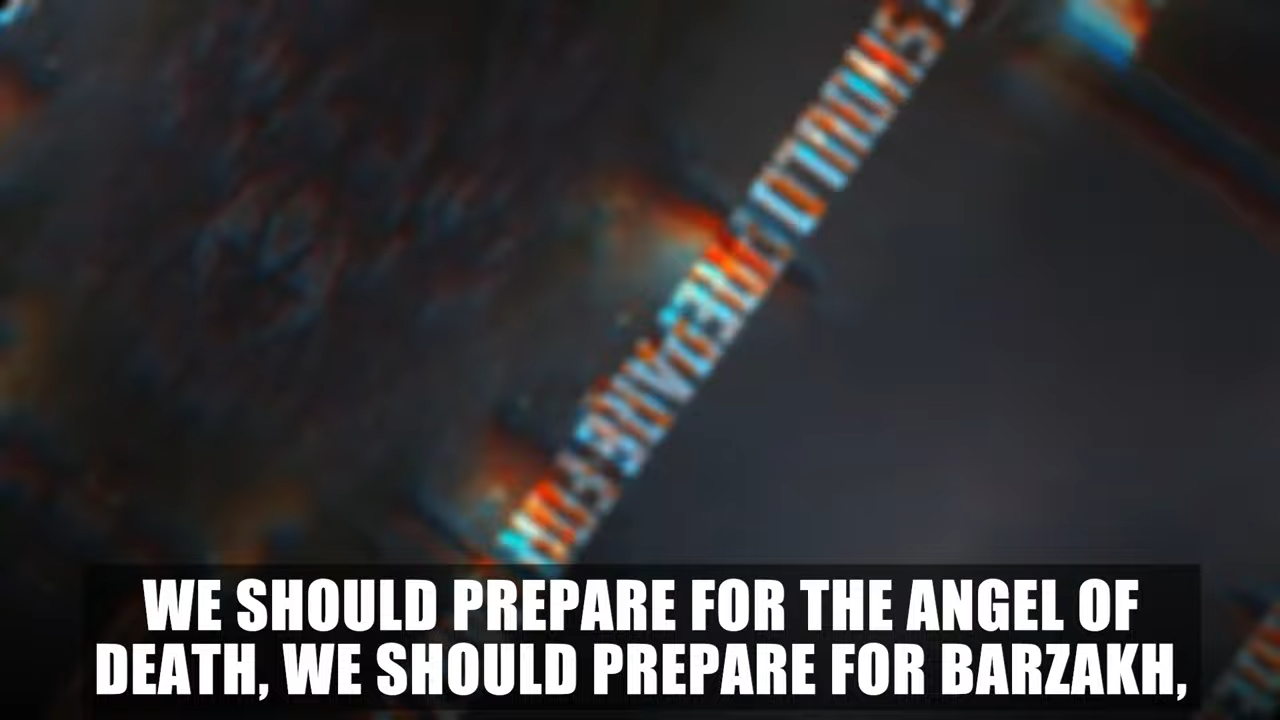 WE SHOULD PREPARE FOR THE ANGEL OF
DEATH, WE SHOULD PREPARE FOR BARZAKH,